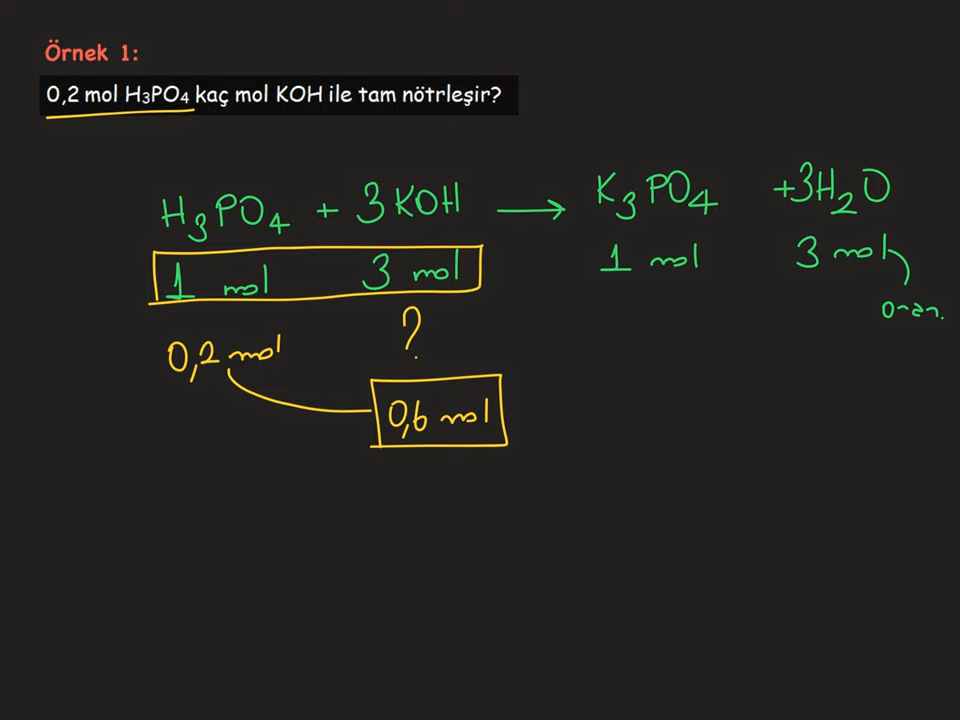 Örnek 1:
0,2 mol H₃PO₄ kaç mol KOH ile tam nötrleşir?
H₃PO₄ + 3KOH → K₃PO₄ + 3H₂O
1 mol 3 mol 1 mol 3 mol
oran.
0,2 mol ?
0,6 mol